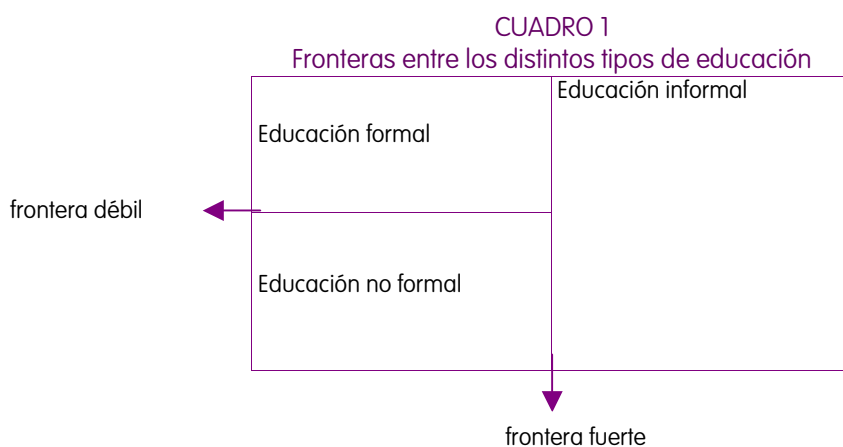 CUADRO 1
Fronteras entre los distintos tipos de educación
Educación informal
Educación formal
frontera débil
Educación no formal
frontera fuerte